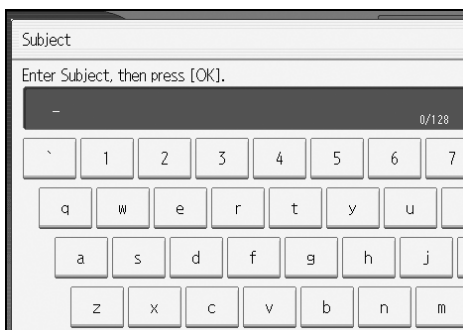 Subject
Enter Subject, then press [OK].
_
0/128
` 1 2 3 4 5 6 7
q w e r t y u
a s d f g h j
z x c v b n m